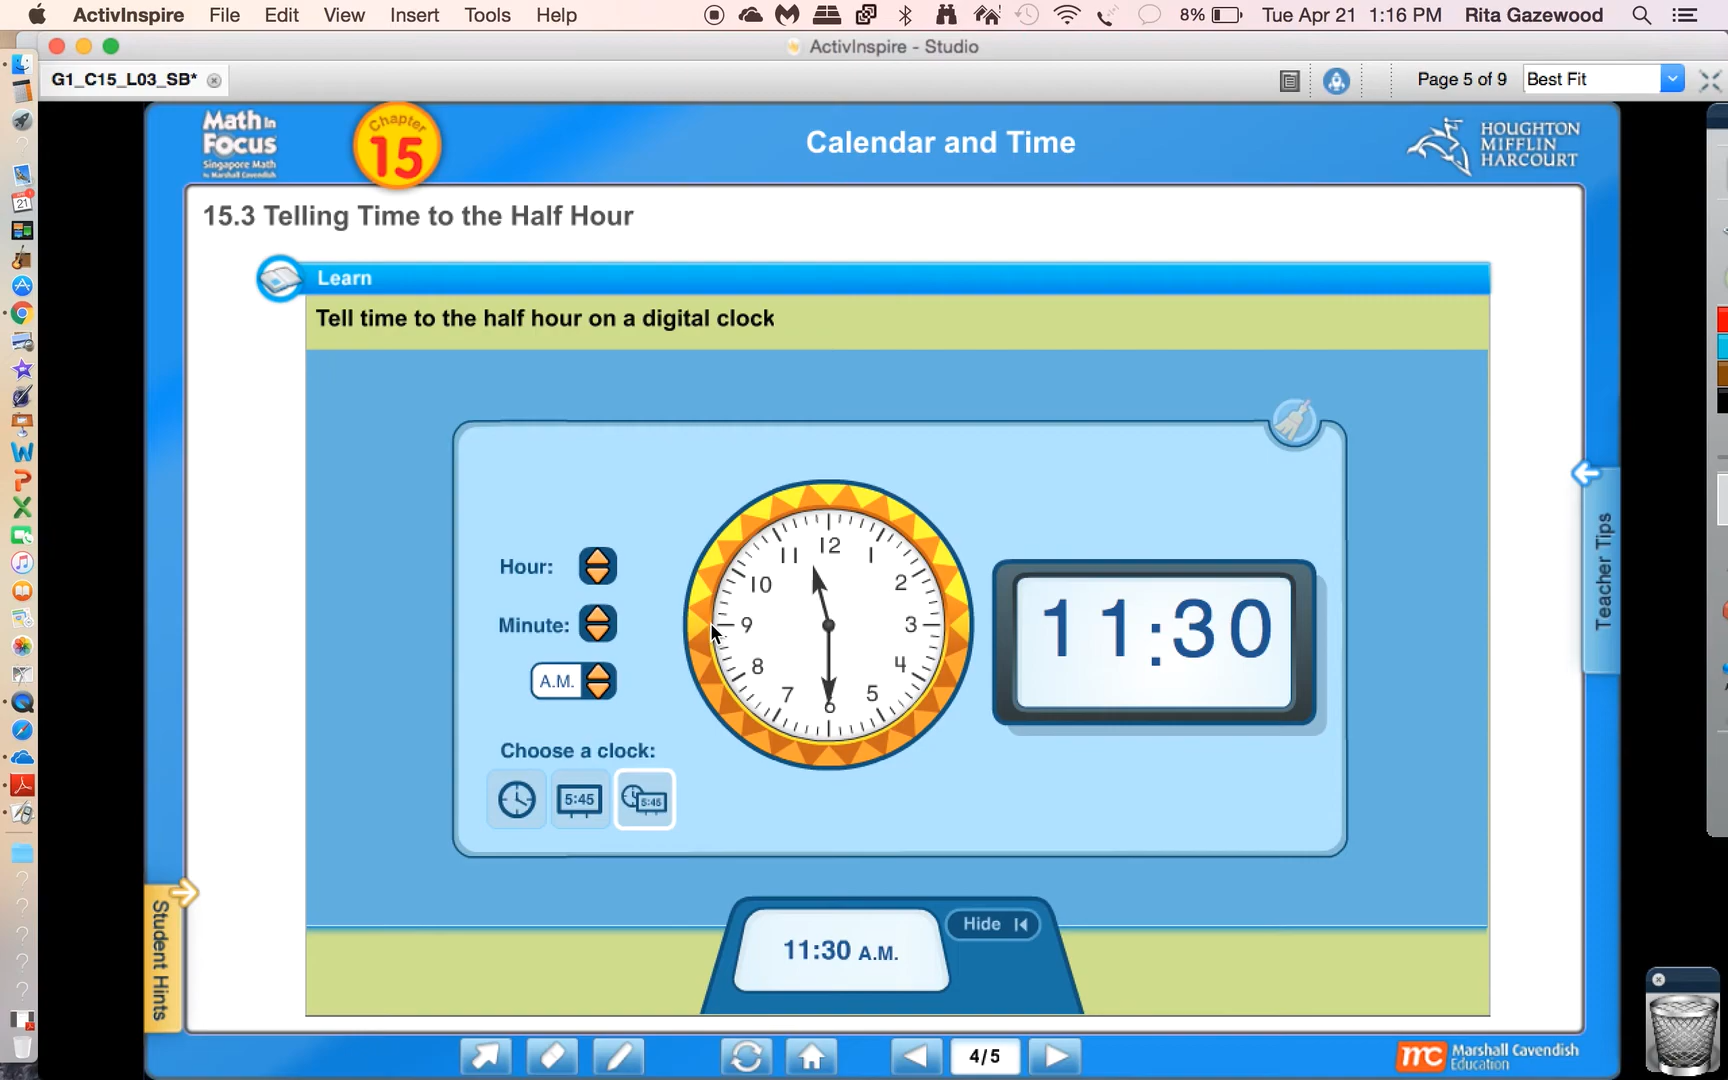 ActivInspire File Edit View Insert Tools Help 8% Tue Apr 21 1:16 PM Rita Gazewood
ActivInspire - Studio
G1_C15_L03_SB* Page 5 of 9 Best Fit
Math in
Focus
Singapore Math
by Marshall Cavendish
Chapter
15
Calendar and Time
HOUGHTON
MIFFLIN
HARCOURT
15.3 Telling Time to the Half Hour
Learn
Tell time to the half hour on a digital clock
Hour:
Minute:
A.M.
Choose a clock:
5:45
5:45
12
1
2
3
4
5
6
7
8
9
10
11
11:30
Teacher Tips
Student Hints
11:30 A.M.
Hide
4/5
mc Marshall Cavendish
Education